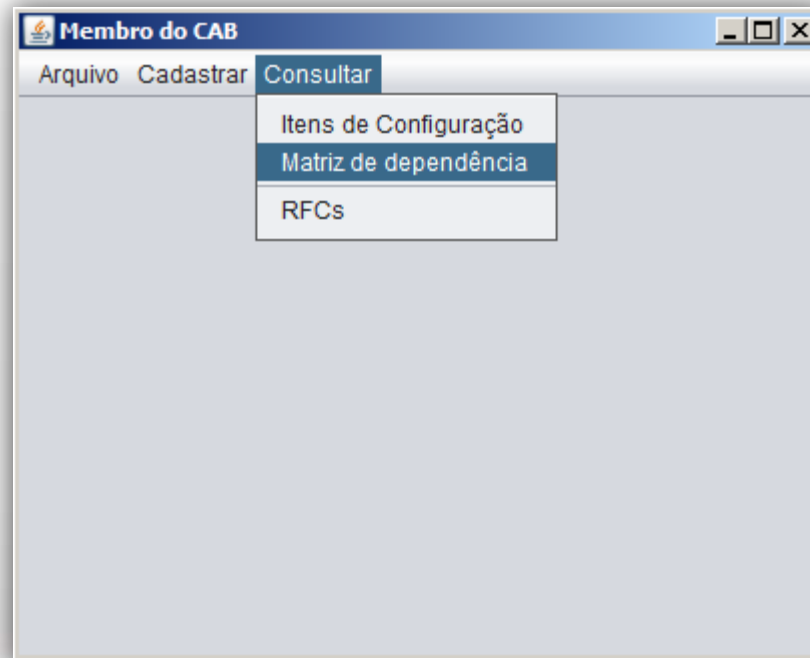 Membro do CAB
Arquivo Cadastrar Consultar
Itens de Configuração
Matriz de dependência
RFCs